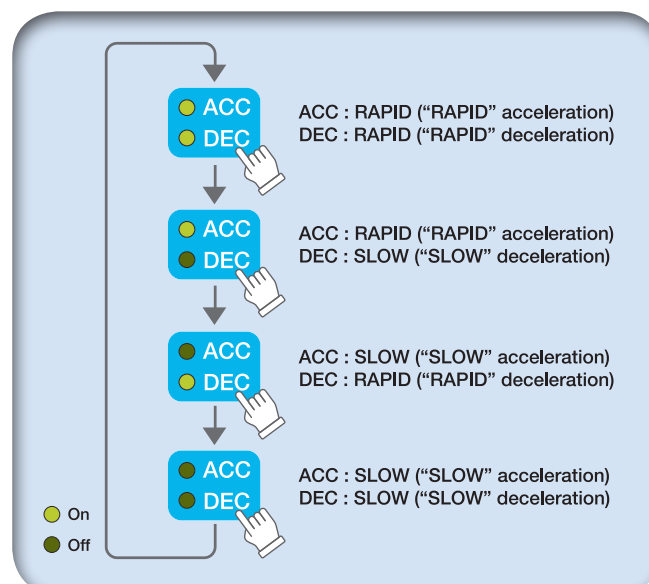 ACC
DEC
ACC : RAPID (“RAPID” acceleration)
DEC : RAPID (“RAPID” deceleration)
ACC
DEC
ACC : RAPID (“RAPID” acceleration)
DEC : SLOW (“SLOW” deceleration)
ACC
DEC
ACC : SLOW (“SLOW” acceleration)
DEC : RAPID (“RAPID” deceleration)
ACC
DEC
ACC : SLOW (“SLOW” acceleration)
DEC : SLOW (“SLOW” deceleration)
On
Off